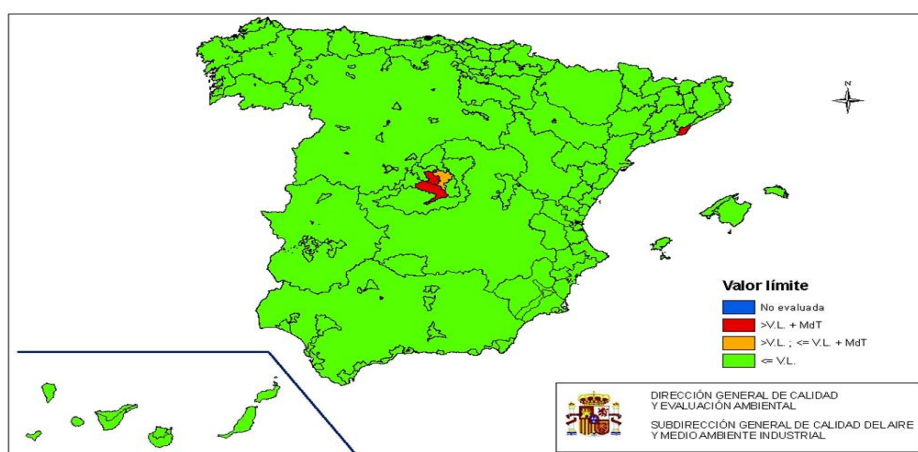 N
Valor límite
No evaluada
>V.L. + MdT
>V.L. ; <= V.L. + MdT
<= V.L.
DIRECCIÓN GENERAL DE CALIDAD
Y EVALUACIÓN AMBIENTAL
SUBDIRECCIÓN GENERAL DE CALIDAD DEL AIRE
Y MEDIO AMBIENTE INDUSTRIAL